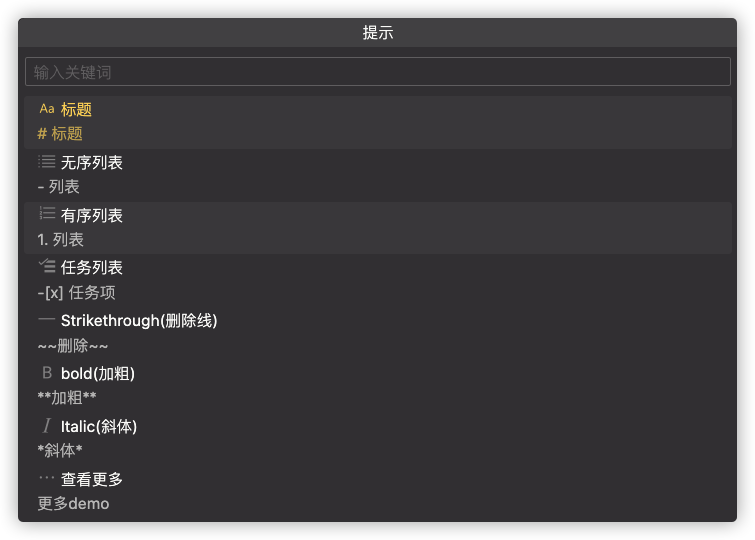 提示
输入关键词
Aa 标题
# 标题
无序列表
- 列表
有序列表
1. 列表
任务列表
-[x] 任务项
Strikethrough(删除线)
~~删除~~
B bold(加粗)
**加粗**
I Italic(斜体)
*斜体*
··· 查看更多
更多demo